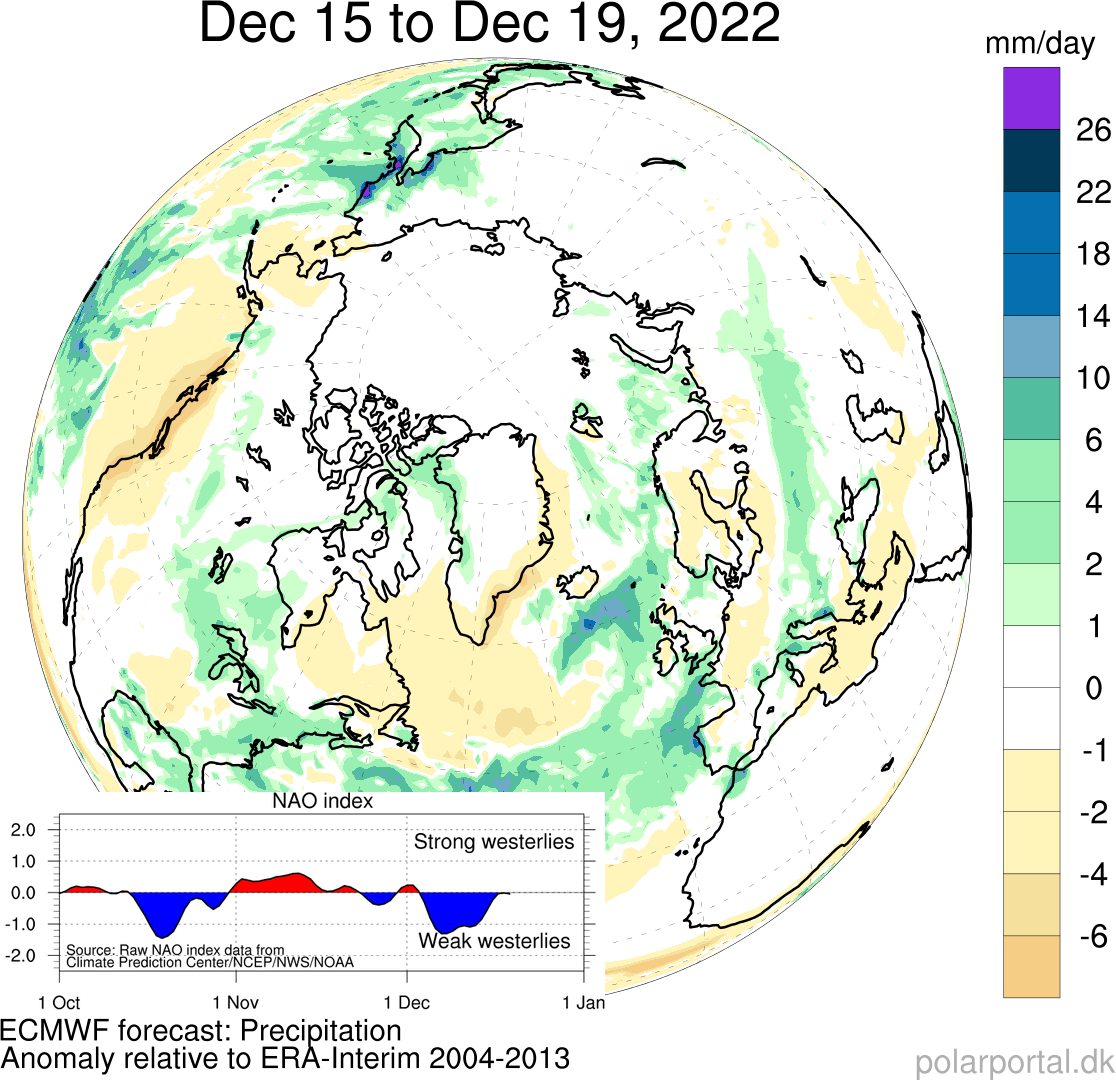 Dec 15 to Dec 19, 2022
mm/day
26
22
18
14
10
6
4
2
1
0
-1
-2
-4
-6
NAO index
2.0
1.0
0.0
-1.0
-2.0
Strong westerlies
Weak westerlies
Source: Raw NAO index data from
Climate Prediction Center/NCEP/NWS/NOAA
1 Oct
1 Nov
1 Dec
1 Jan
ECMWF forecast: Precipitation
Anomaly relative to ERA-Interim 2004-2013
polarportal.dk